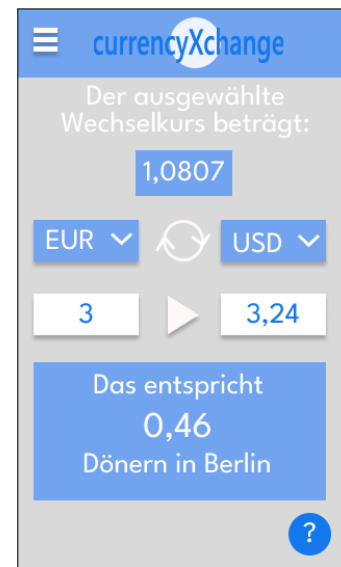 currencyXchange
Der ausgewählte
Wechselkurs beträgt:
1,0807
EUR USD
3 3,24
Das entspricht
0,46
Dönern in Berlin
?